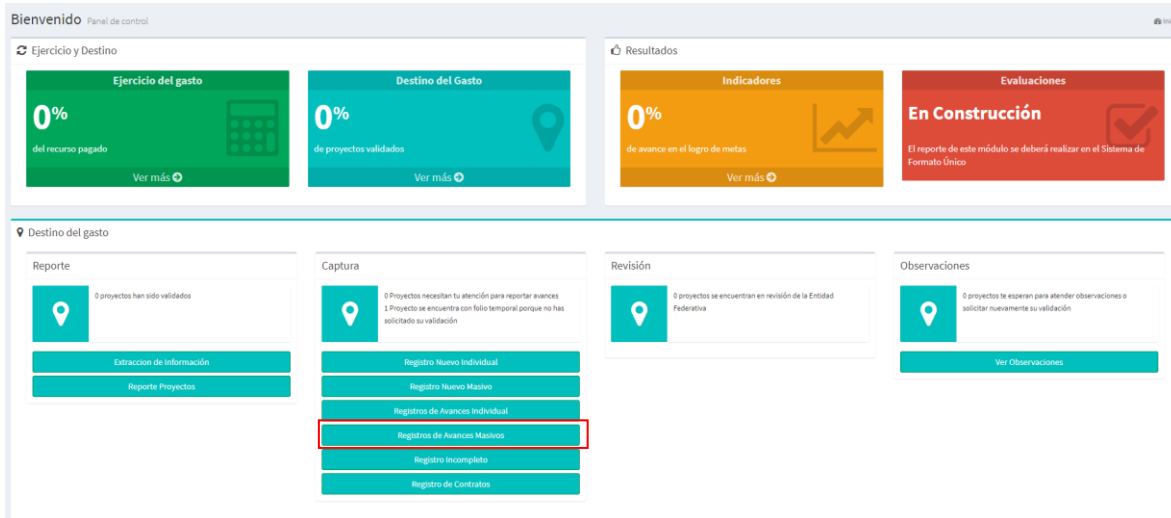 Bienvenido Panel de control
Ejercicio y Destino
Ejercicio del gasto
0%
del recurso pagado
Ver más
Destino del Gasto
0%
de proyectos validados
Ver más
Resultados
Indicadores
0%
de avance en el logro de metas
Ver más
Evaluaciones
En Construcción
El reporte de este módulo se deberá realizar en el Sistema de
Formato Único
Destino del gasto
Reporte
0 proyectos han sido validados
Extraccion de Información
Reporte Proyectos
Captura
0 Proyectos necesitan tu atención para reportar avances
1 Proyecto se encuentra con folio temporal porque no has
solicitado su validación
Registro Nuevo Individual
Registro Nuevo Masivo
Registros de Avances Individual
Registros de Avances Masivos
Registro Incompleto
Registro de Contratos
Revisión
0 proyectos se encuentran en revisión de la Entidad
Federativa
Observaciones
0 proyectos te esperan para atender observaciones o
solicitar nuevamente su validación
Ver Observaciones